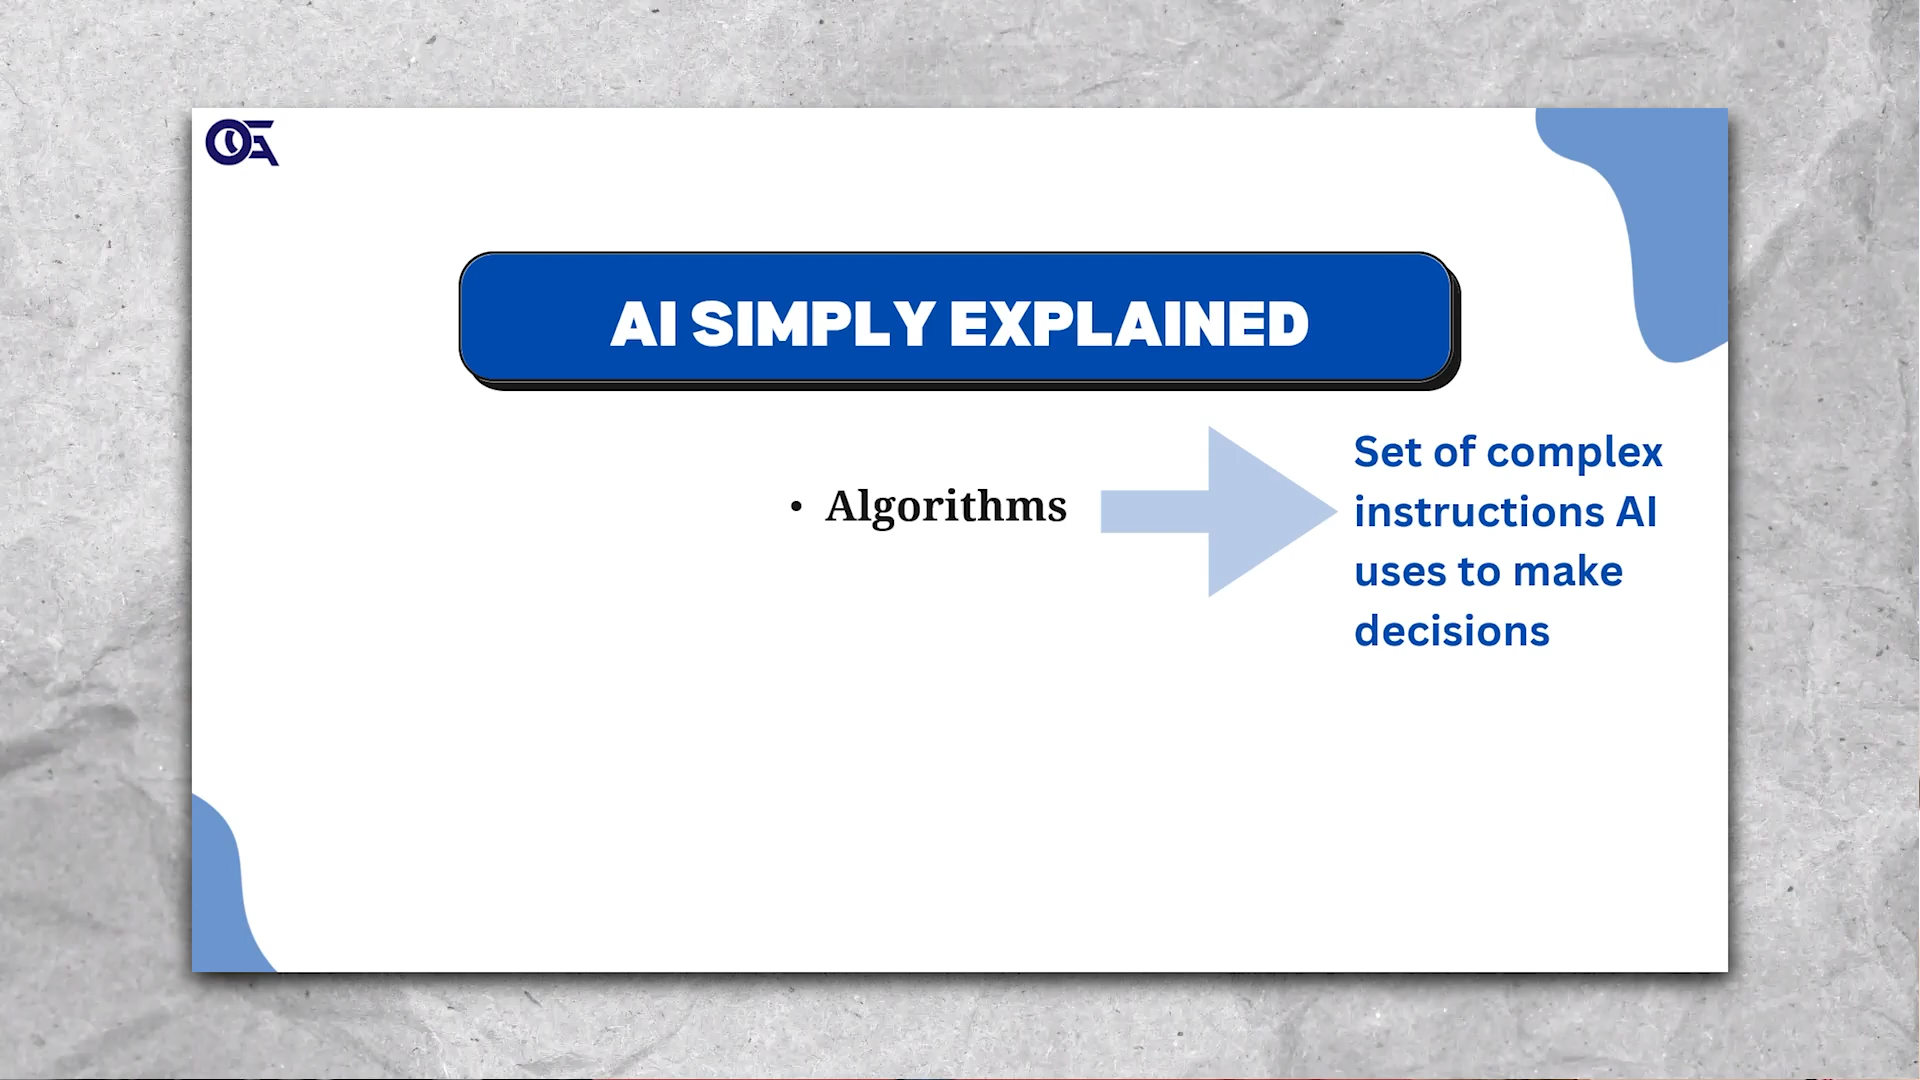 AI SIMPLY EXPLAINED
• Algorithms
Set of complex
instructions AI
uses to make
decisions